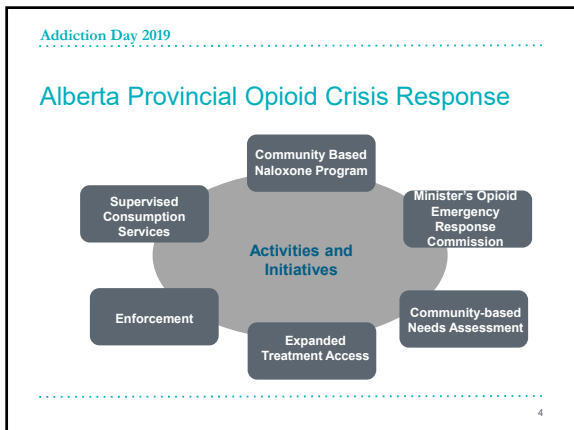 Addiction Day 2019
Alberta Provincial Opioid Crisis Response
Community Based
Naloxone Program
Minister's Opioid
Emergency
Response
Commission
Supervised
Consumption
Services
Activities and
Initiatives
Enforcement
Community-based
Needs Assessment
Expanded
Treatment Access
4